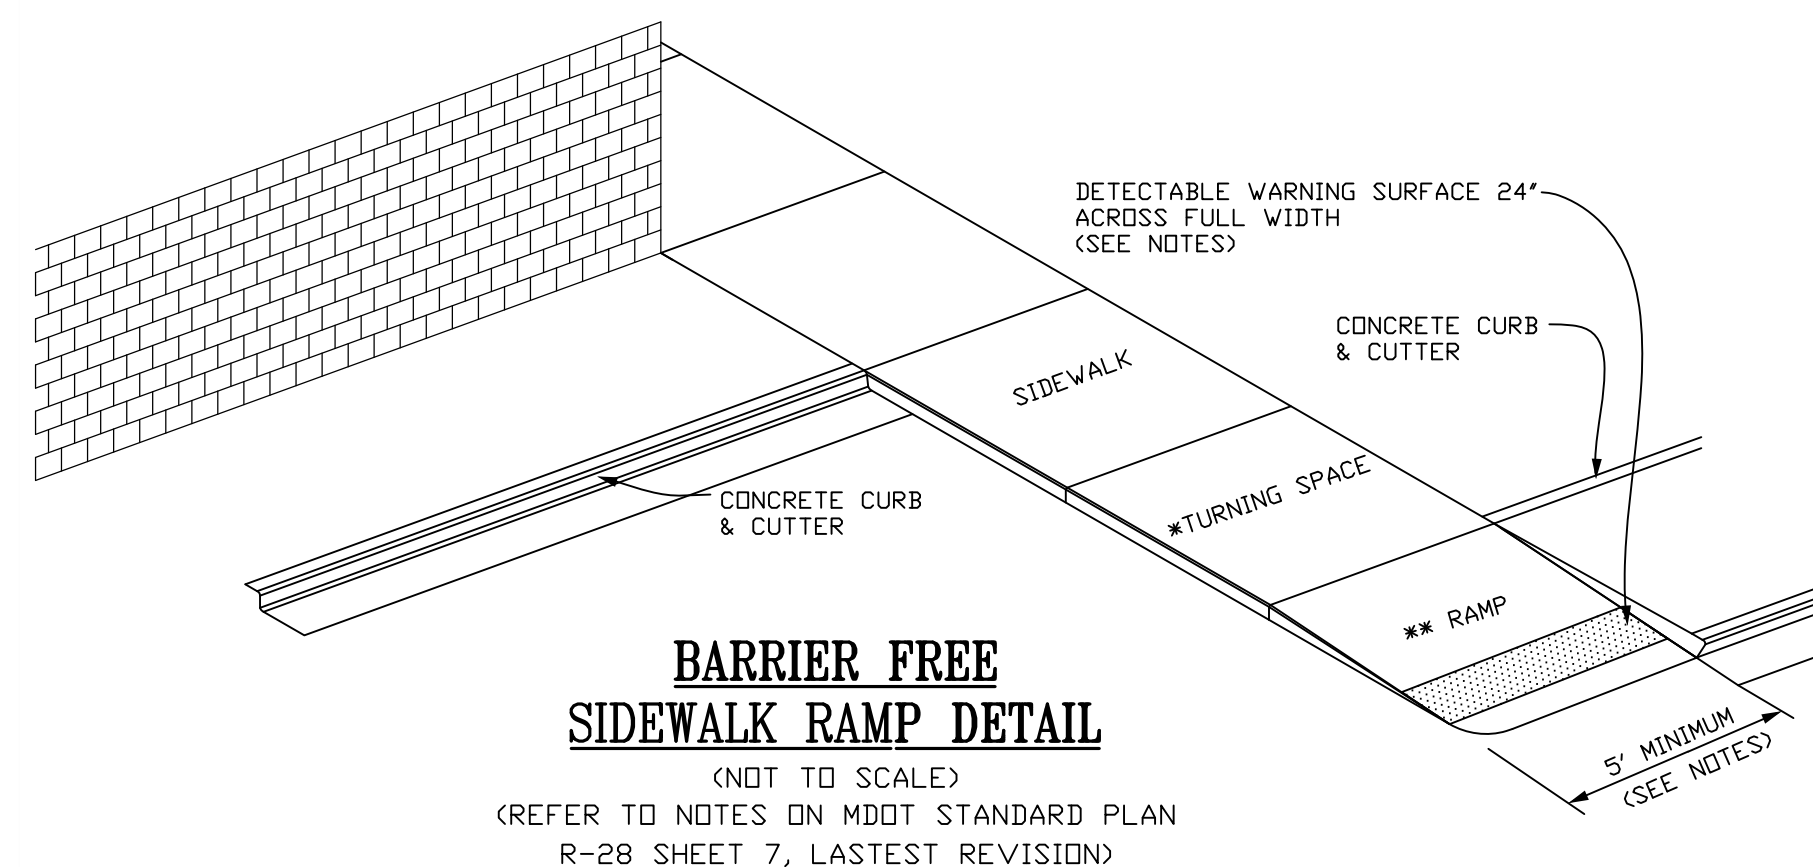 DETECTABLE WARNING SURFACE 24"
ACROSS FULL WIDTH
(SEE NOTES)
CONCRETE CURB
& CUTTER
SIDEWALK
*TURNING SPACE
** RAMP
CONCRETE CURB
& CUTTER
5' MINIMUM
(SEE NOTES)
BARRIER FREE
SIDEWALK RAMP DETAIL
(NOT TO SCALE)
(REFER TO NOTES ON MDOT STANDARD PLAN
R-28 SHEET 7, LASTEST REVISION)